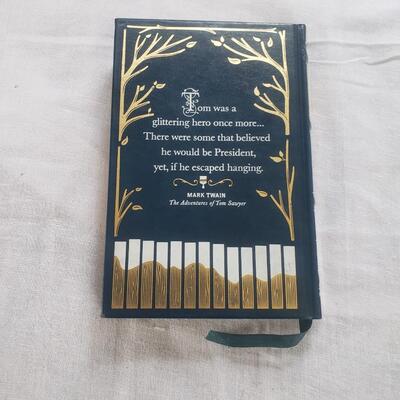 Tom was a
glittering hero once more...
There were some that believed
he would be President,
yet, if he escaped hanging.
MARK TWAIN
The Adventures of Tom Sawyer